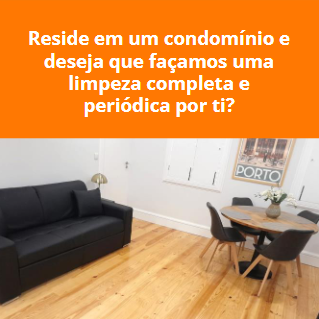 Reside em um condomínio e
deseja que façamos uma
limpeza completa e
periódica por ti?
PORTO